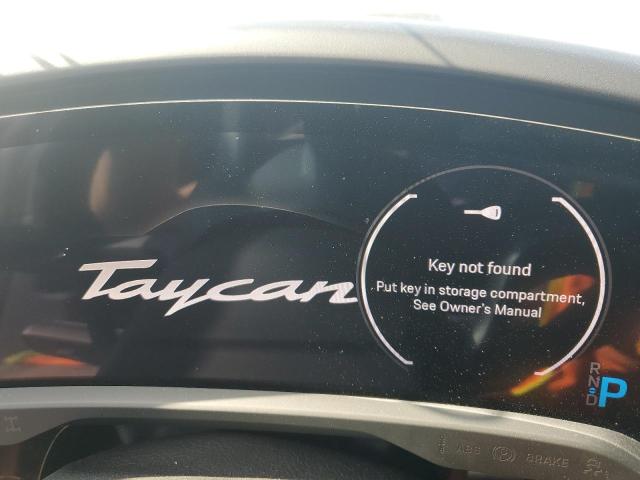 Taycan
Key not found
Put key in storage compartment,
See Owner's Manual
R
N
D
P
ABS
BRAKE